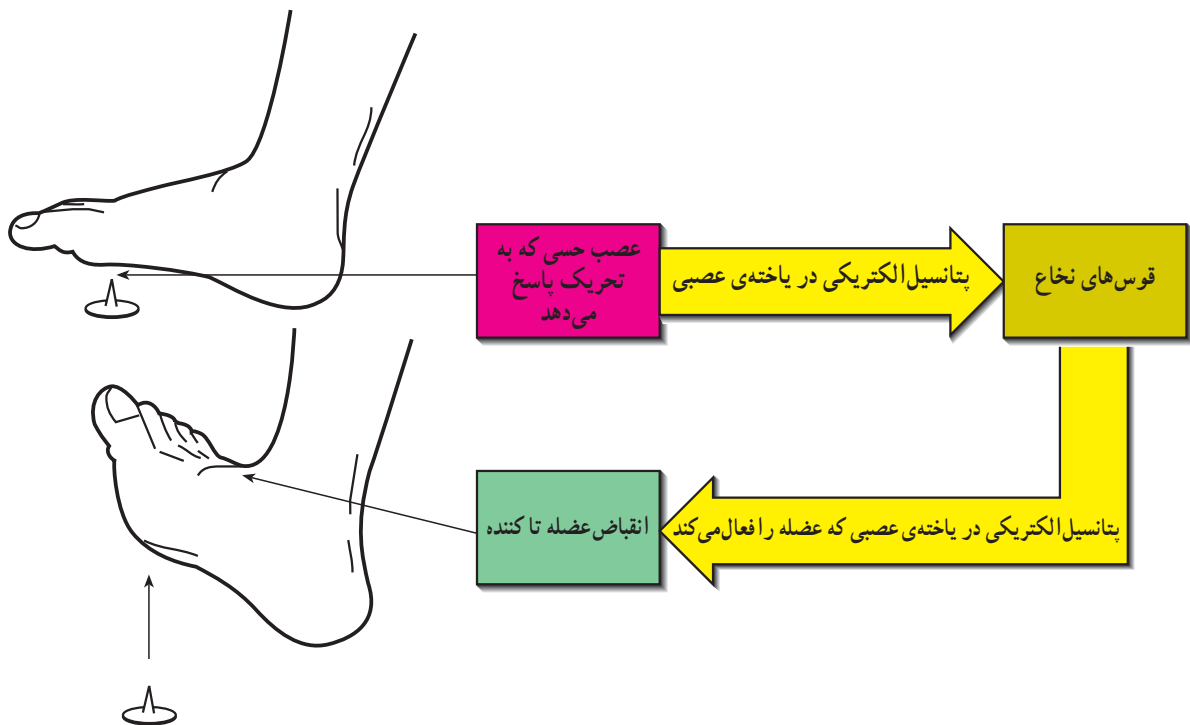 عصب حسی که به
تحریک پاسخ
می‌دهد
پتانسیل‌الکتریکی در یاخته‌ی عصبی
قوس‌های نخاع
پتانسیل‌الکتریکی در یاخته‌ی عصبی که عضله را فعال‌می‌کند
انقباض‌عضله تا کننده